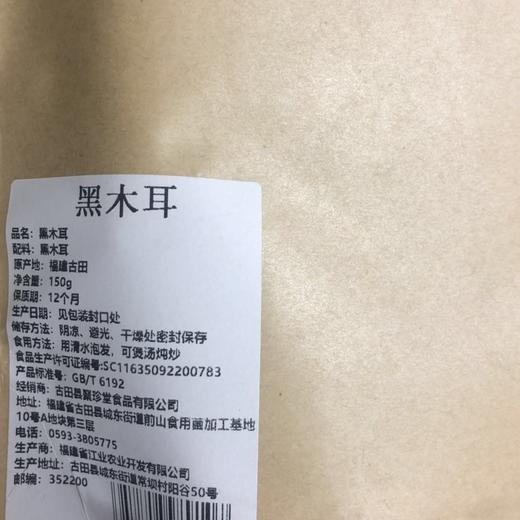 黑木耳
品名：黑木耳
配料：黑木耳
原产地：福建古田
净含量：150g
保质期：12个月
生产日期：见包装封口处
储存方法：阴凉、避光、干燥处密封保存
食用方法：用清水泡发，可煲汤炖炒
食品生产许可证编号：SC11635092200783
产品标准号：GB/T 6192
经销商：古田县聚珍堂食品有限公司
地址：福建省古田县城东街道前山食用菌加工基地
10号A地块第三层
电话：0593-3805775
生产商：福建省江业农业开发有限公司
生产地址：古田县城东街道常坝村阳谷50号
邮编：352200